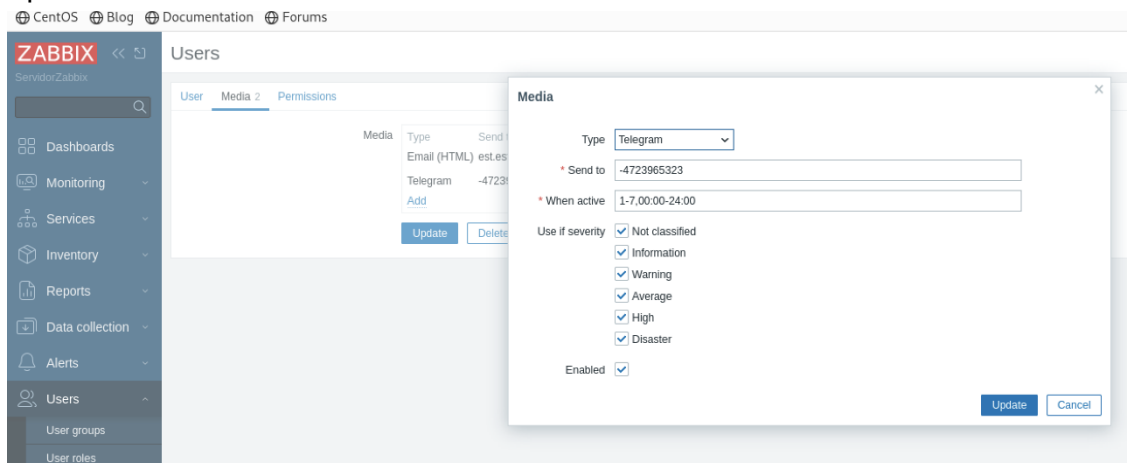 CentOS Blog Documentation Forums
ZABBIX
ServidorZabbix
Dashboards
Monitoring
Services
Inventory
Reports
Data collection
Alerts
Users
User groups
User roles
Users
User Media 2 Permissions
Media
Type Send
Email (HTML) est.es
Telegram -4723
Add
Update Delete
Media
Type Telegram
* Send to -4723965323
* When active 1-7,00:00-24:00
Use if severity Not classified
Information
Warning
Average
High
Disaster
Enabled
Update Cancel